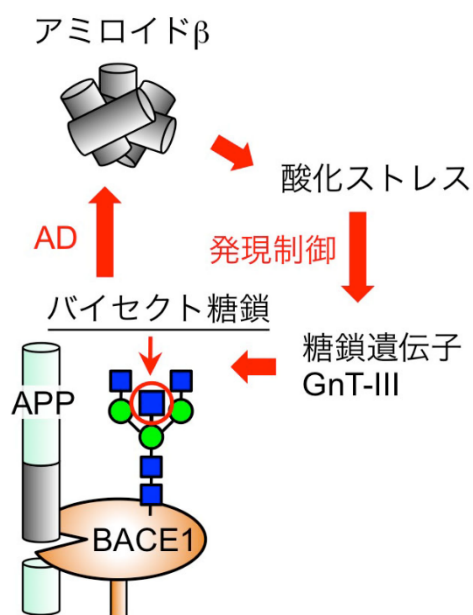 アミロイドβ
酸化ストレス
AD
発現制御
バイセクト糖鎖
糖鎖遺伝子
GnT-III
APP
BACE1